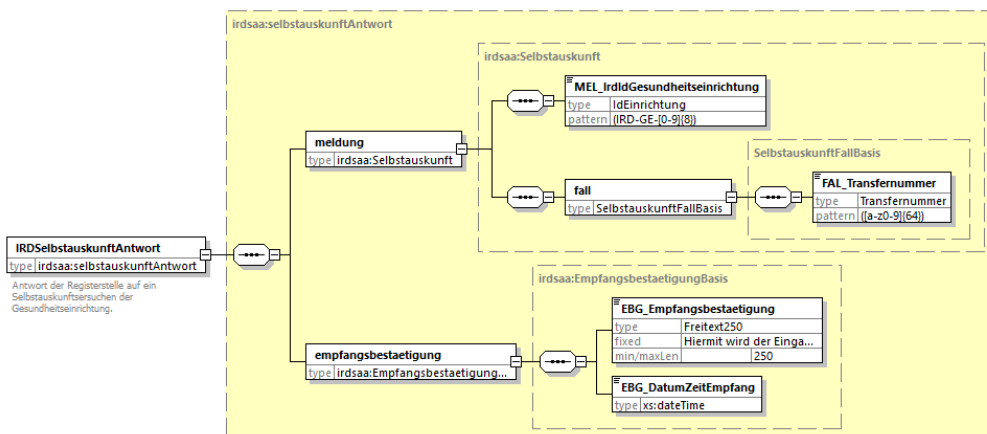 irdsaa:selbstauskunftAntwort
irdsaa:Selbstauskunft
MEL_IrdIdGesundheitseinrichtung
type IdEinrichtung
pattern (IRD-GE-[0-9]{8})
meldung
type irdsaa:Selbstauskunft
SelbstauskunftFallBasis
fall
type SelbstauskunftFallBasis
FAL_Transfernummer
type Transfernummer
pattern ([a-z0-9]{64})
IRDSelbstauskunftAntwort
type irdsaa:selbstauskunftAntwort
Antwort der Registerstelle auf ein
Selbstauskunftsersuchen der
Gesundheitseinrichtung.
irdsaa:EmpfangsbestaetigungBasis
EBG_Empfangsbestaetigung
type Freitext250
fixed Hiermit wird der Einga...
min/maxLen 250
empfangsbestaetigung
type irdsaa:Empfangsbestaetigung...
EBG_DatumZeitEmpfang
type xs:dateTime